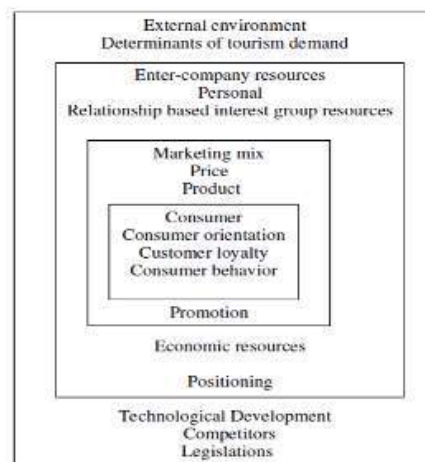 External environment
Determinants of tourism demand
Enter-company resources
Personal
Relationship based interest group resources
Marketing mix
Price
Product
Consumer
Consumer orientation
Customer loyalty
Consumer behavior
Promotion
Economic resources
Positioning
Technological Development
Competitors
Legislations